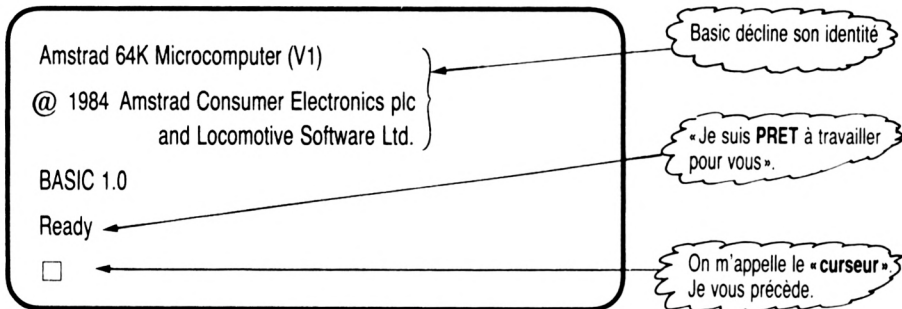 Amstrad 64K Microcomputer (V1)
@ 1984 Amstrad Consumer Electronics plc
and Locomotive Software Ltd.
BASIC 1.0
Ready
Basic décline son identité
« Je suis PRET à travailler
pour vous ».
On m'appelle le « curseur ».
Je vous précède.